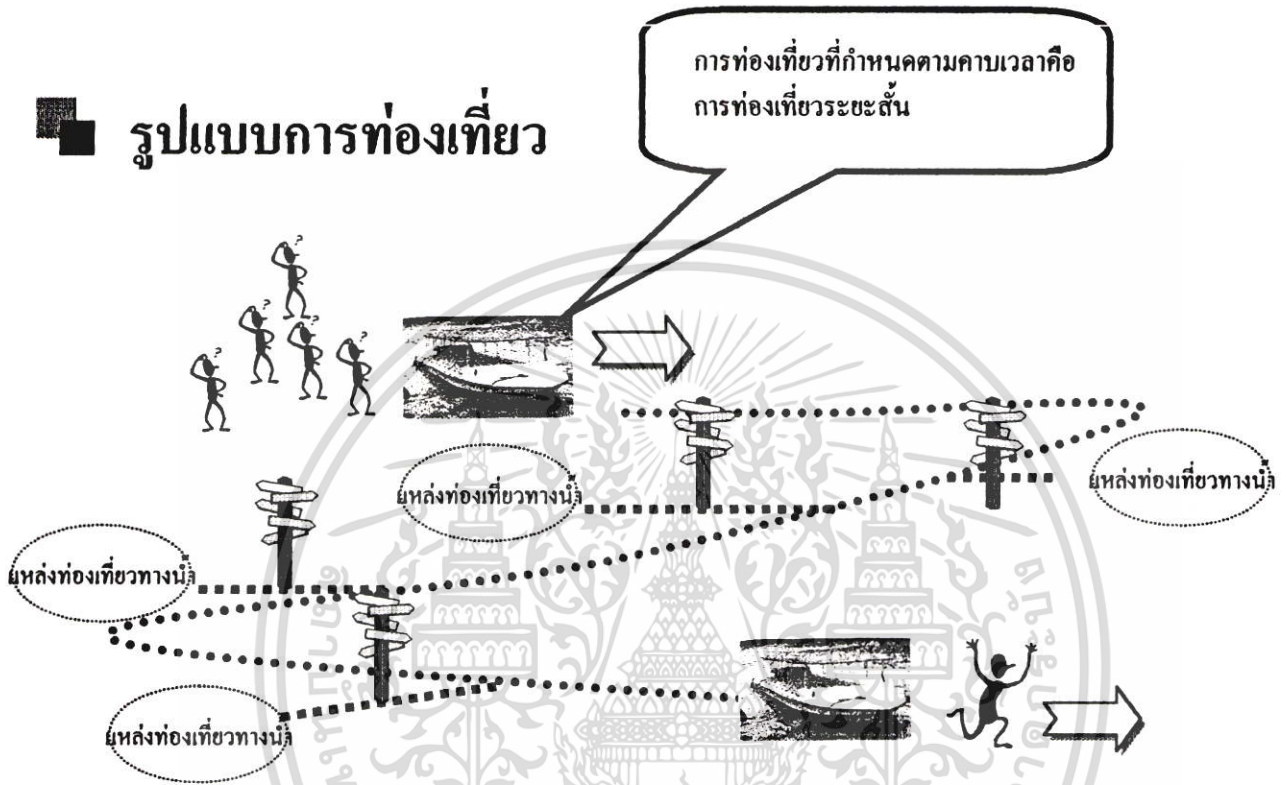 การท่องเที่ยวที่กำหนดตามคาบเวลาคือ
การท่องเที่ยวระยะสั้น
รูปแบบการท่องเที่ยว
? ? ? ? ?
แหล่งท่องเที่ยวทางน้ำ
แหล่งท่องเที่ยวทางน้ำ
แหล่งท่องเที่ยวทางน้ำ
แหล่งท่องเที่ยวทางน้ำ